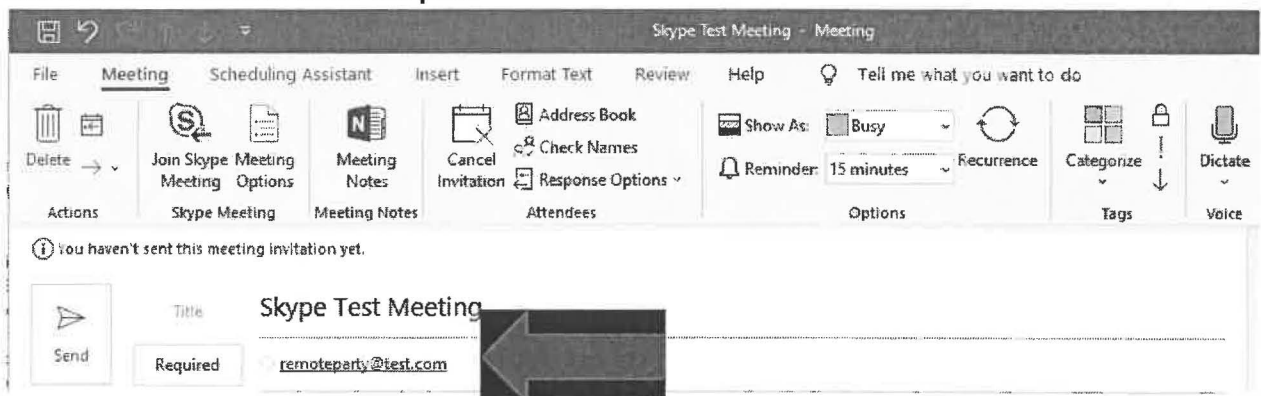 Skype Test Meeting - Meeting
File Meeting Scheduling Assistant Insert Format Text Review Help Tell me what you want to do
Delete
Join Skype Meeting
Meeting Options
Meeting Notes
Cancel Invitation
Address Book
Check Names
Response Options
Show As: Busy
Reminder: 15 minutes
Recurrence
Categorize
Dictate
Actions Skype Meeting Meeting Notes Attendees Options Tags Voice
You haven't sent this meeting invitation yet.
Send
Title Skype Test Meeting
Required remoteparty@test.com